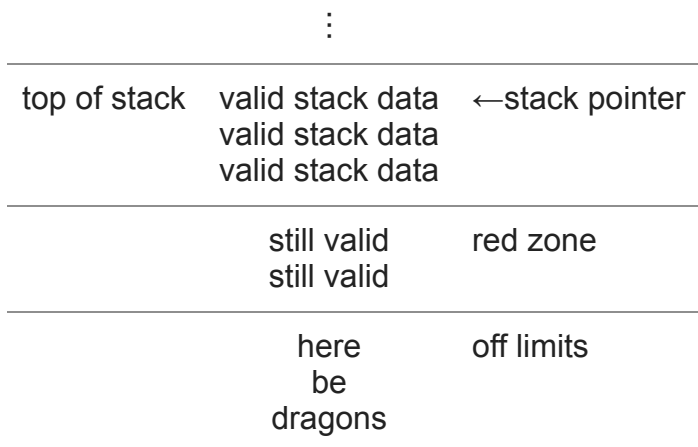 ⋮
top of stack valid stack data ←stack pointer
valid stack data
valid stack data
still valid red zone
still valid
here off limits
be
dragons